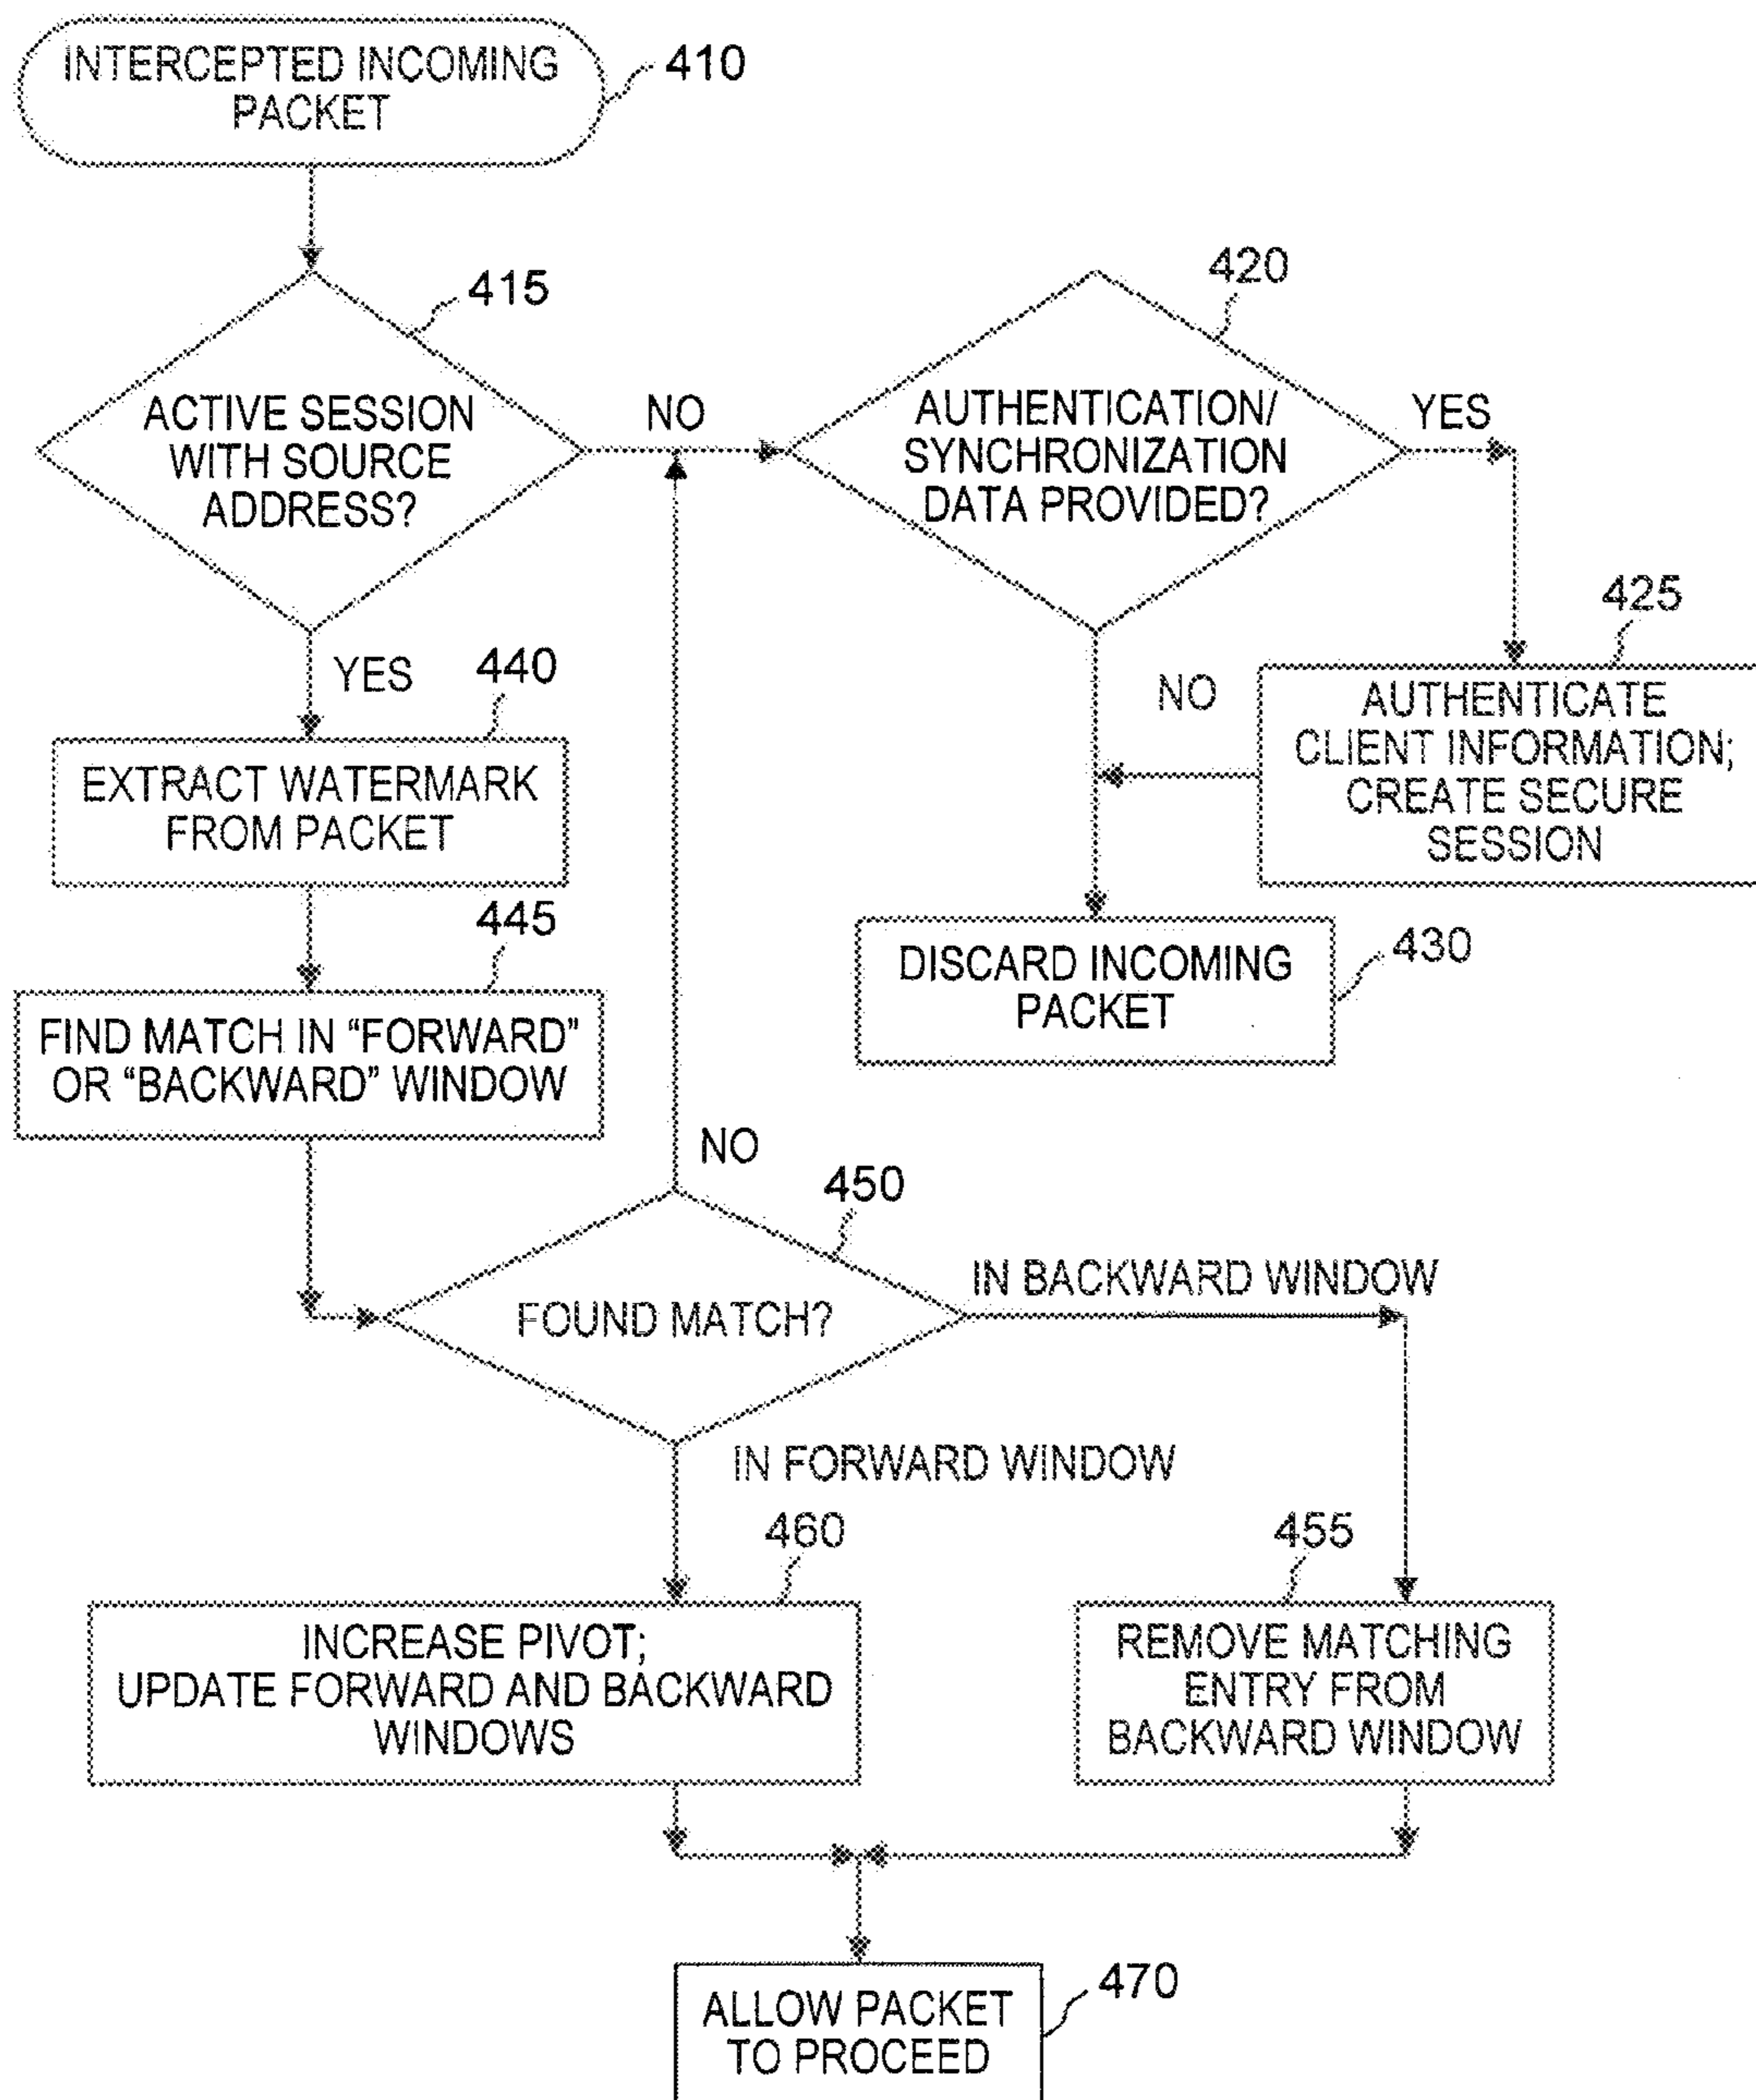 INTERCEPTED INCOMING
PACKET
410
415
ACTIVE SESSION
WITH SOURCE
ADDRESS?
NO
420
AUTHENTICATION/
SYNCHRONIZATION
DATA PROVIDED?
YES
425
AUTHENTICATE
CLIENT INFORMATION;
CREATE SECURE
SESSION
NO
DISCARD INCOMING
PACKET
430
YES
440
EXTRACT WATERMARK
FROM PACKET
445
FIND MATCH IN “FORWARD”
OR “BACKWARD” WINDOW
NO
450
FOUND MATCH?
IN BACKWARD WINDOW
IN FORWARD WINDOW
460
INCREASE PIVOT;
UPDATE FORWARD AND BACKWARD
WINDOWS
455
REMOVE MATCHING
ENTRY FROM
BACKWARD WINDOW
ALLOW PACKET
TO PROCEED
470